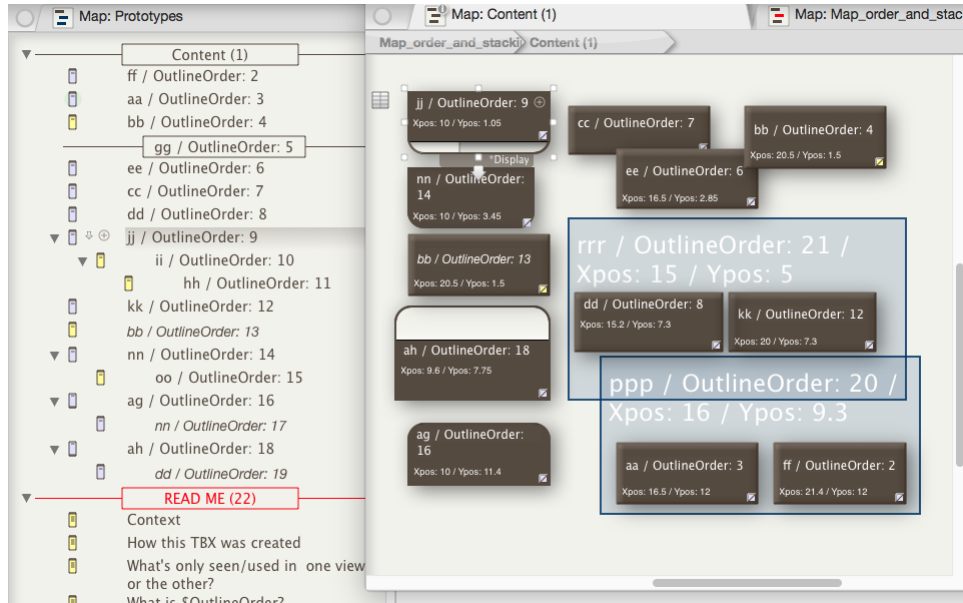 Map: Prototypes
Content (1)
ff / OutlineOrder: 2
aa / OutlineOrder: 3
bb / OutlineOrder: 4
gg / OutlineOrder: 5
ee / OutlineOrder: 6
cc / OutlineOrder: 7
dd / OutlineOrder: 8
jj / OutlineOrder: 9
ii / OutlineOrder: 10
hh / OutlineOrder: 11
kk / OutlineOrder: 12
bb / OutlineOrder: 13
nn / OutlineOrder: 14
oo / OutlineOrder: 15
ag / OutlineOrder: 16
nn / OutlineOrder: 17
ah / OutlineOrder: 18
dd / OutlineOrder: 19
READ ME (22)
Context
How this TBX was created
What's only seen/used in one view
or the other?
What is $OutlineOrder?
Map: Content (1)
Map: Map_order_and_stac
Map_order_and_stacki
Content (1)
jj / OutlineOrder: 9
Xpos: 10 / Ypos: 1.05
*Display
nn / OutlineOrder:
14
Xpos: 10 / Ypos: 3.45
bb / OutlineOrder: 13
Xpos: 20.5 / Ypos: 1.5
ah / OutlineOrder: 18
Xpos: 9.6 / Ypos: 7.75
ag / OutlineOrder:
16
Xpos: 10 / Ypos: 11.4
cc / OutlineOrder: 7
ee / OutlineOrder: 6
Xpos: 16.5 / Ypos: 2.85
bb / OutlineOrder: 4
Xpos: 20.5 / Ypos: 1.5
rrr / OutlineOrder: 21 /
Xpos: 15 / Ypos: 5
dd / OutlineOrder: 8
Xpos: 15.2 / Ypos: 7.3
kk / OutlineOrder: 12
Xpos: 20 / Ypos: 7.3
ppp / OutlineOrder: 20 /
Xpos: 16 / Ypos: 9.3
aa / OutlineOrder: 3
Xpos: 16.5 / Ypos: 12
ff / OutlineOrder: 2
Xpos: 21.4 / Ypos: 12